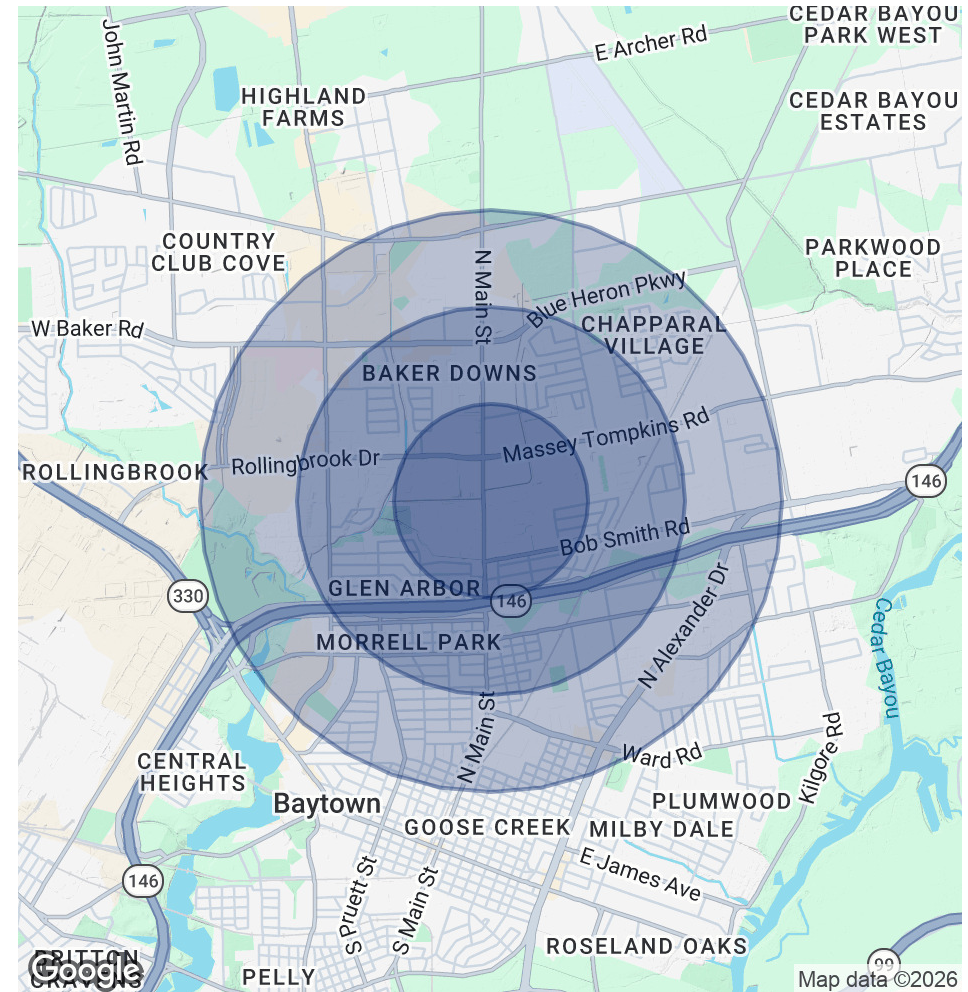 CEDAR BAYOU
PARK WEST
John Martin Rd
E Archer Rd
HIGHLAND
FARMS
CEDAR BAYOU
ESTATES
COUNTRY
CLUB COVE
PARKWOOD
PLACE
N Main St
Blue Heron Pkwy
W Baker Rd
CHAPPARAL
VILLAGE
BAKER DOWNS
Massey Tompkins Rd
ROLLINGBROOK
Rollingbrook Dr
146
Bob Smith Rd
GLEN ARBOR
330
146
N Alexander Dr
Cedar Bayou
MORRELL PARK
N Main St
Ward Rd
Kilgore Rd
CENTRAL
HEIGHTS
Baytown
PLUMWOOD
GOOSE CREEK
MILBY DALE
E James Ave
146
S Pruett St
S Main St
ROSELAND OAKS
99
BRITTON
CRAVENS
Google
PELLY
Map data ©2026